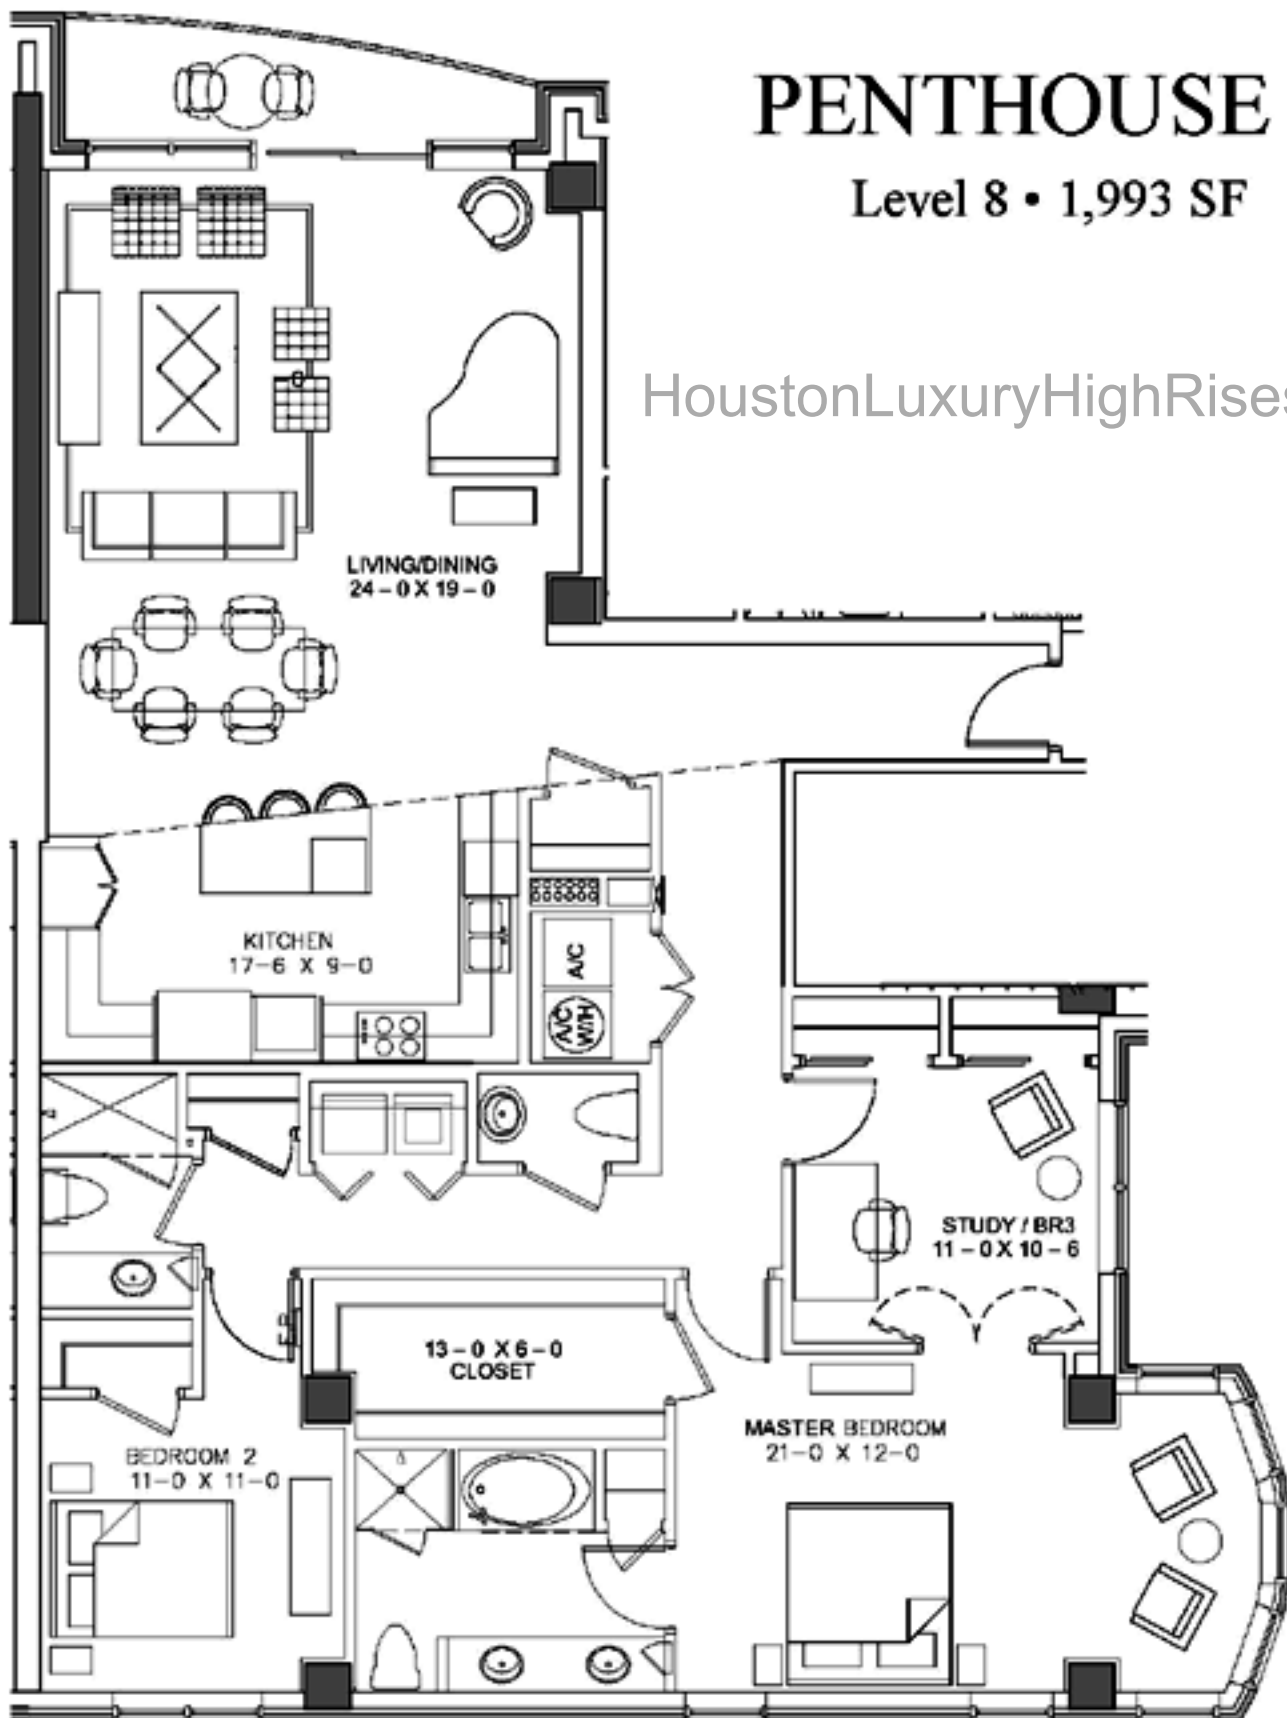 PENTHOUSE
Level 8 • 1,993 SF
HoustonLuxuryHighRises
LIVING/DINING
24-0 X 19-0
KITCHEN
17-6 X 9-0
A/C
A/C
W/H
STUDY / BR3
11-0 X 10-6
13-0 X 6-0
CLOSET
MASTER BEDROOM
21-0 X 12-0
BEDROOM 2
11-0 X 11-0